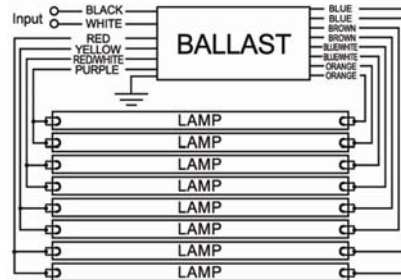 Input
BLACK
WHITE
RED
YELLOW
RED/WHITE
PURPLE
BALLAST
BLUE
BLUE
BROWN
BROWN
BLUE/WHITE
BLUE/WHITE
ORANGE
ORANGE
LAMP
LAMP
LAMP
LAMP
LAMP
LAMP
LAMP
LAMP